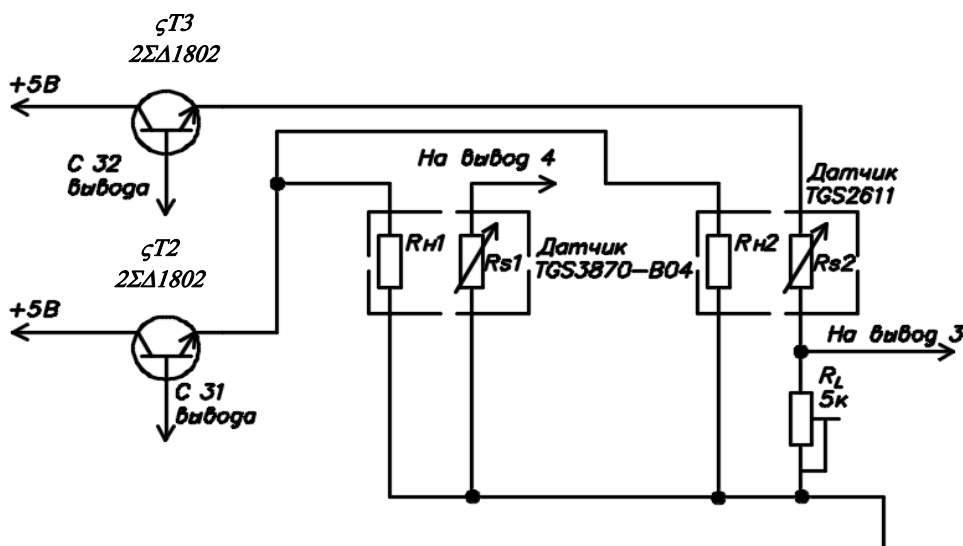 ςT3
2ΣΔ1802
+5В
С 32
вывода
На вывод 4
Датчик
TGS2611
Rн1
Rs1
Датчик
TGS3870-B04
Rн2
Rs2
ςT2
2ΣΔ1802
+5В
С 31
вывода
На вывод 3
RL
5к